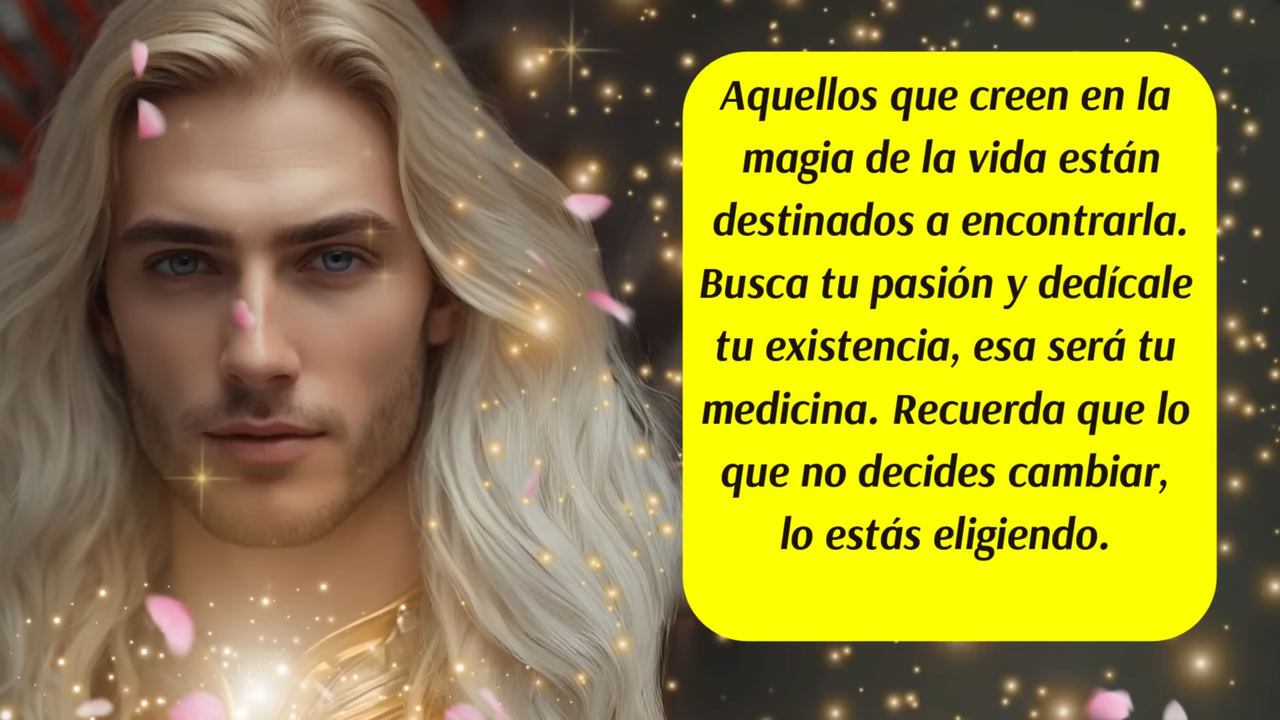 Aquellos que creen en la
magia de la vida están
destinados a encontrarla.
Busca tu pasión y dedícale
tu existencia, esa será tu
medicina. Recuerda que lo
que no decides cambiar,
lo estás eligiendo.